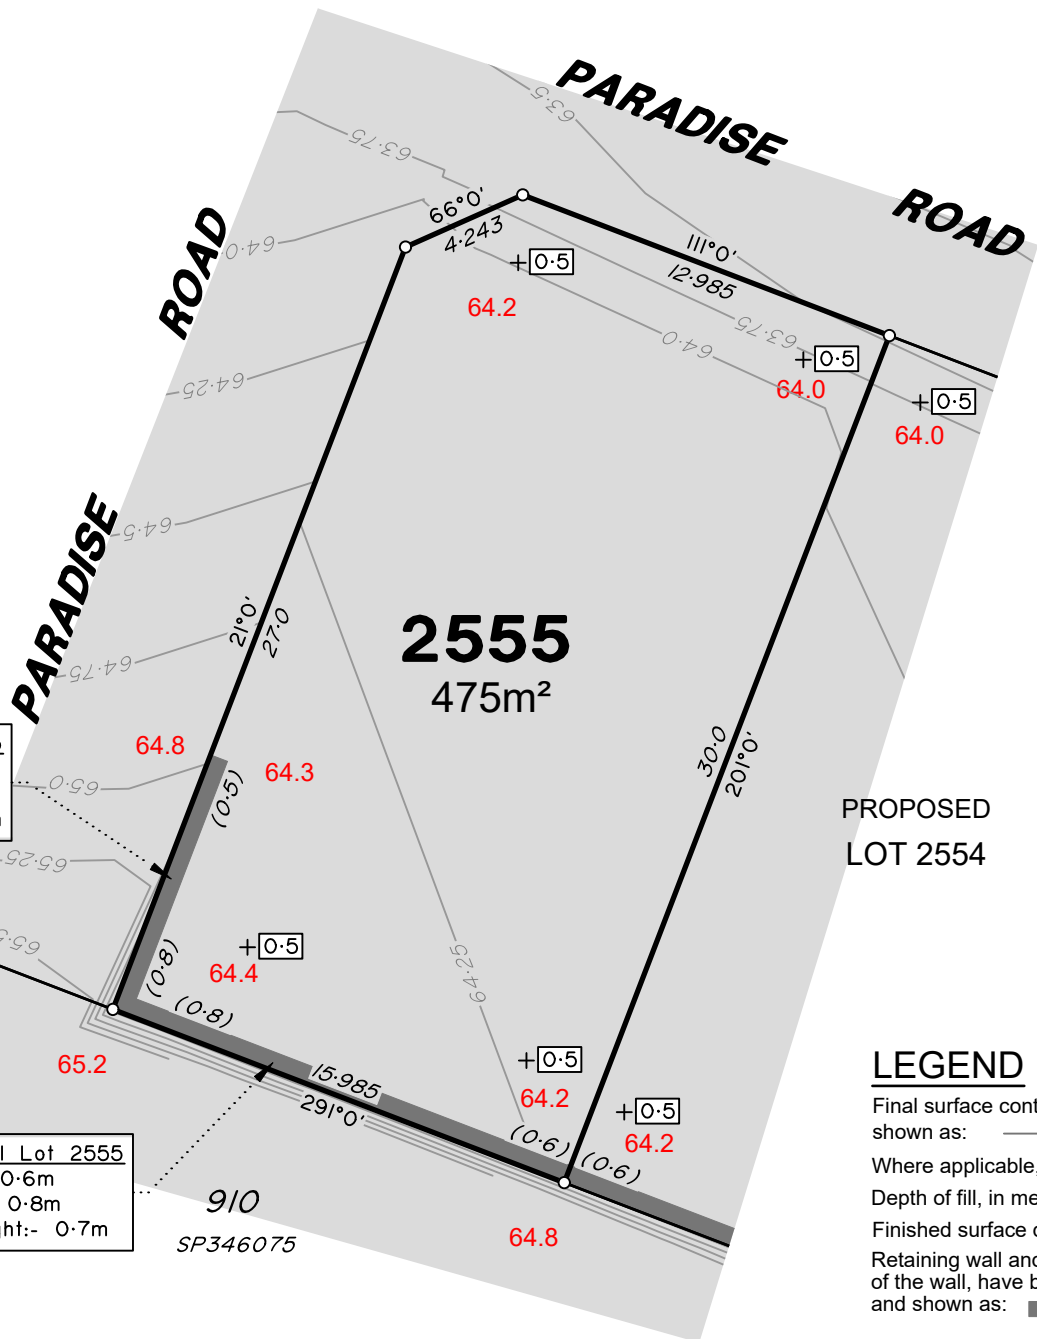 PARADISE
ROAD
63·5
63·75
66°0'
4·243
111°0'
12·985
ROAD
64·0
0·5
64.2
63·75
64·0
0·5
64.0
0·5
64.0
64·25
64·5
PARADISE
21°0'
27·0
2555
475m²
64·75
64.8
64.3
(0·5)
65·0
30·0
201°0'
PROPOSED
LOT 2554
65·25
(0·8)
0·5
64.4
64·25
(0·8)
65.2
15·985
291°0'
0·5
64.2
0·5
64.2
(0·6)
(0·6)
64.8
Lot 2555
0·6m
0·8m
0·7m
910
SP346075
LEGEND
Final surface
shown as:
Where applicable,
Depth of fill, in
Finished surface
Retaining wall
of the wall, have
and shown as: